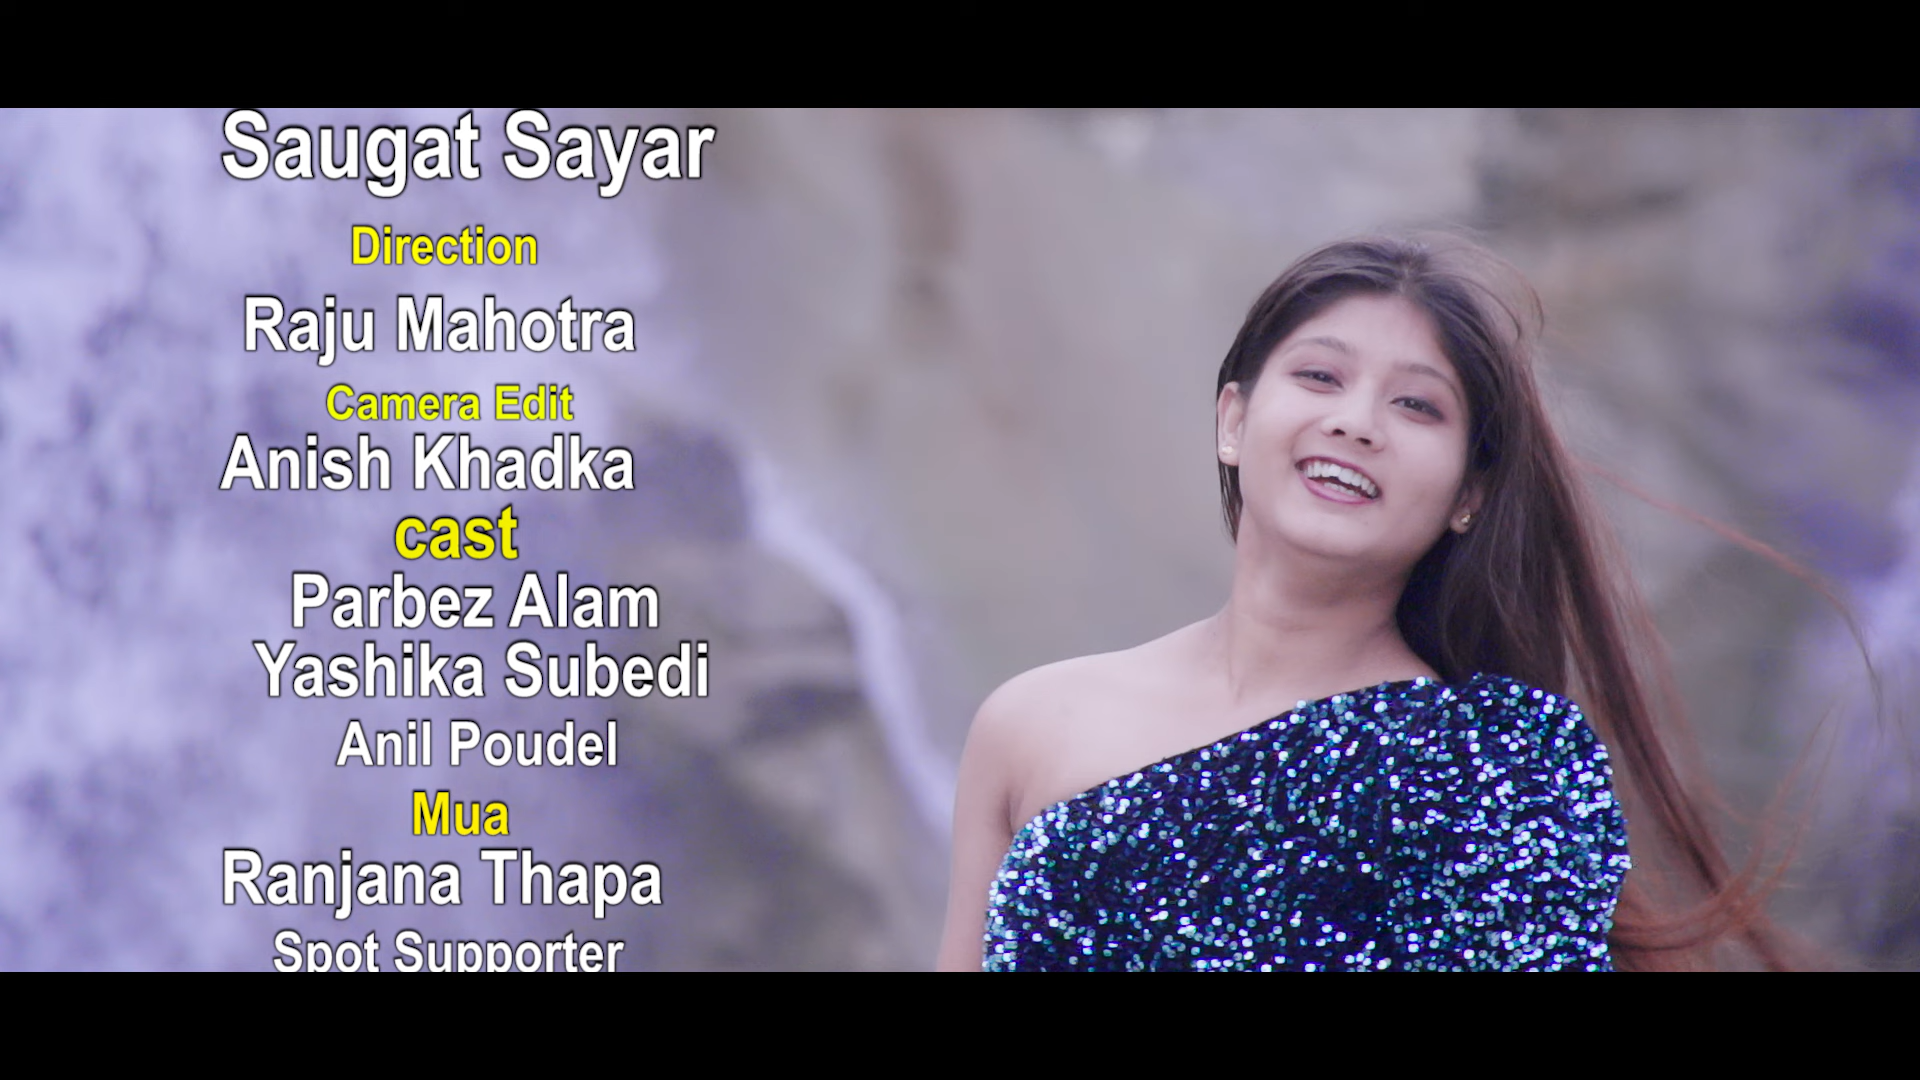 Saugat Sayar
Direction
Raju Mahotra
Camera Edit
Anish Khadka
cast
Parbez Alam
Yashika Subedi
Anil Poudel
Mua
Ranjana Thapa
Spot Supporter